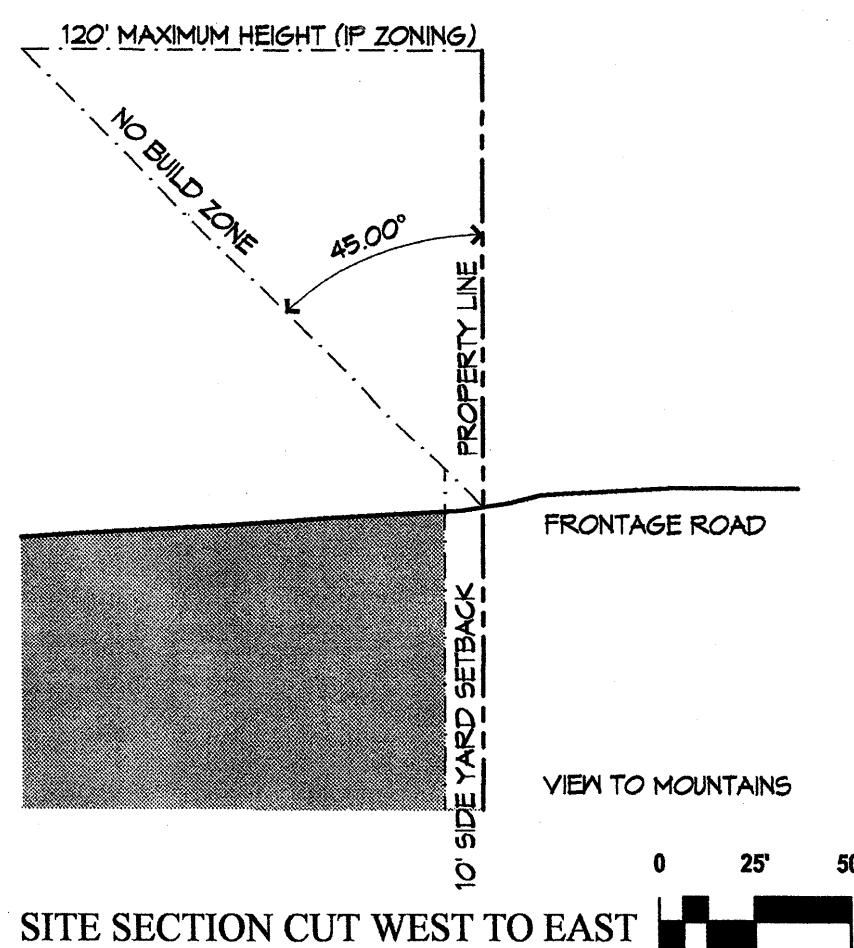 120' MAXIMUM HEIGHT (IP ZONING)
NO BUILD ZONE
45.00°
PROPERTY LINE
FRONTAGE ROAD
10' SIDE YARD SETBACK
VIEW TO MOUNTAINS
0 25' 50
SITE SECTION CUT WEST TO EAST